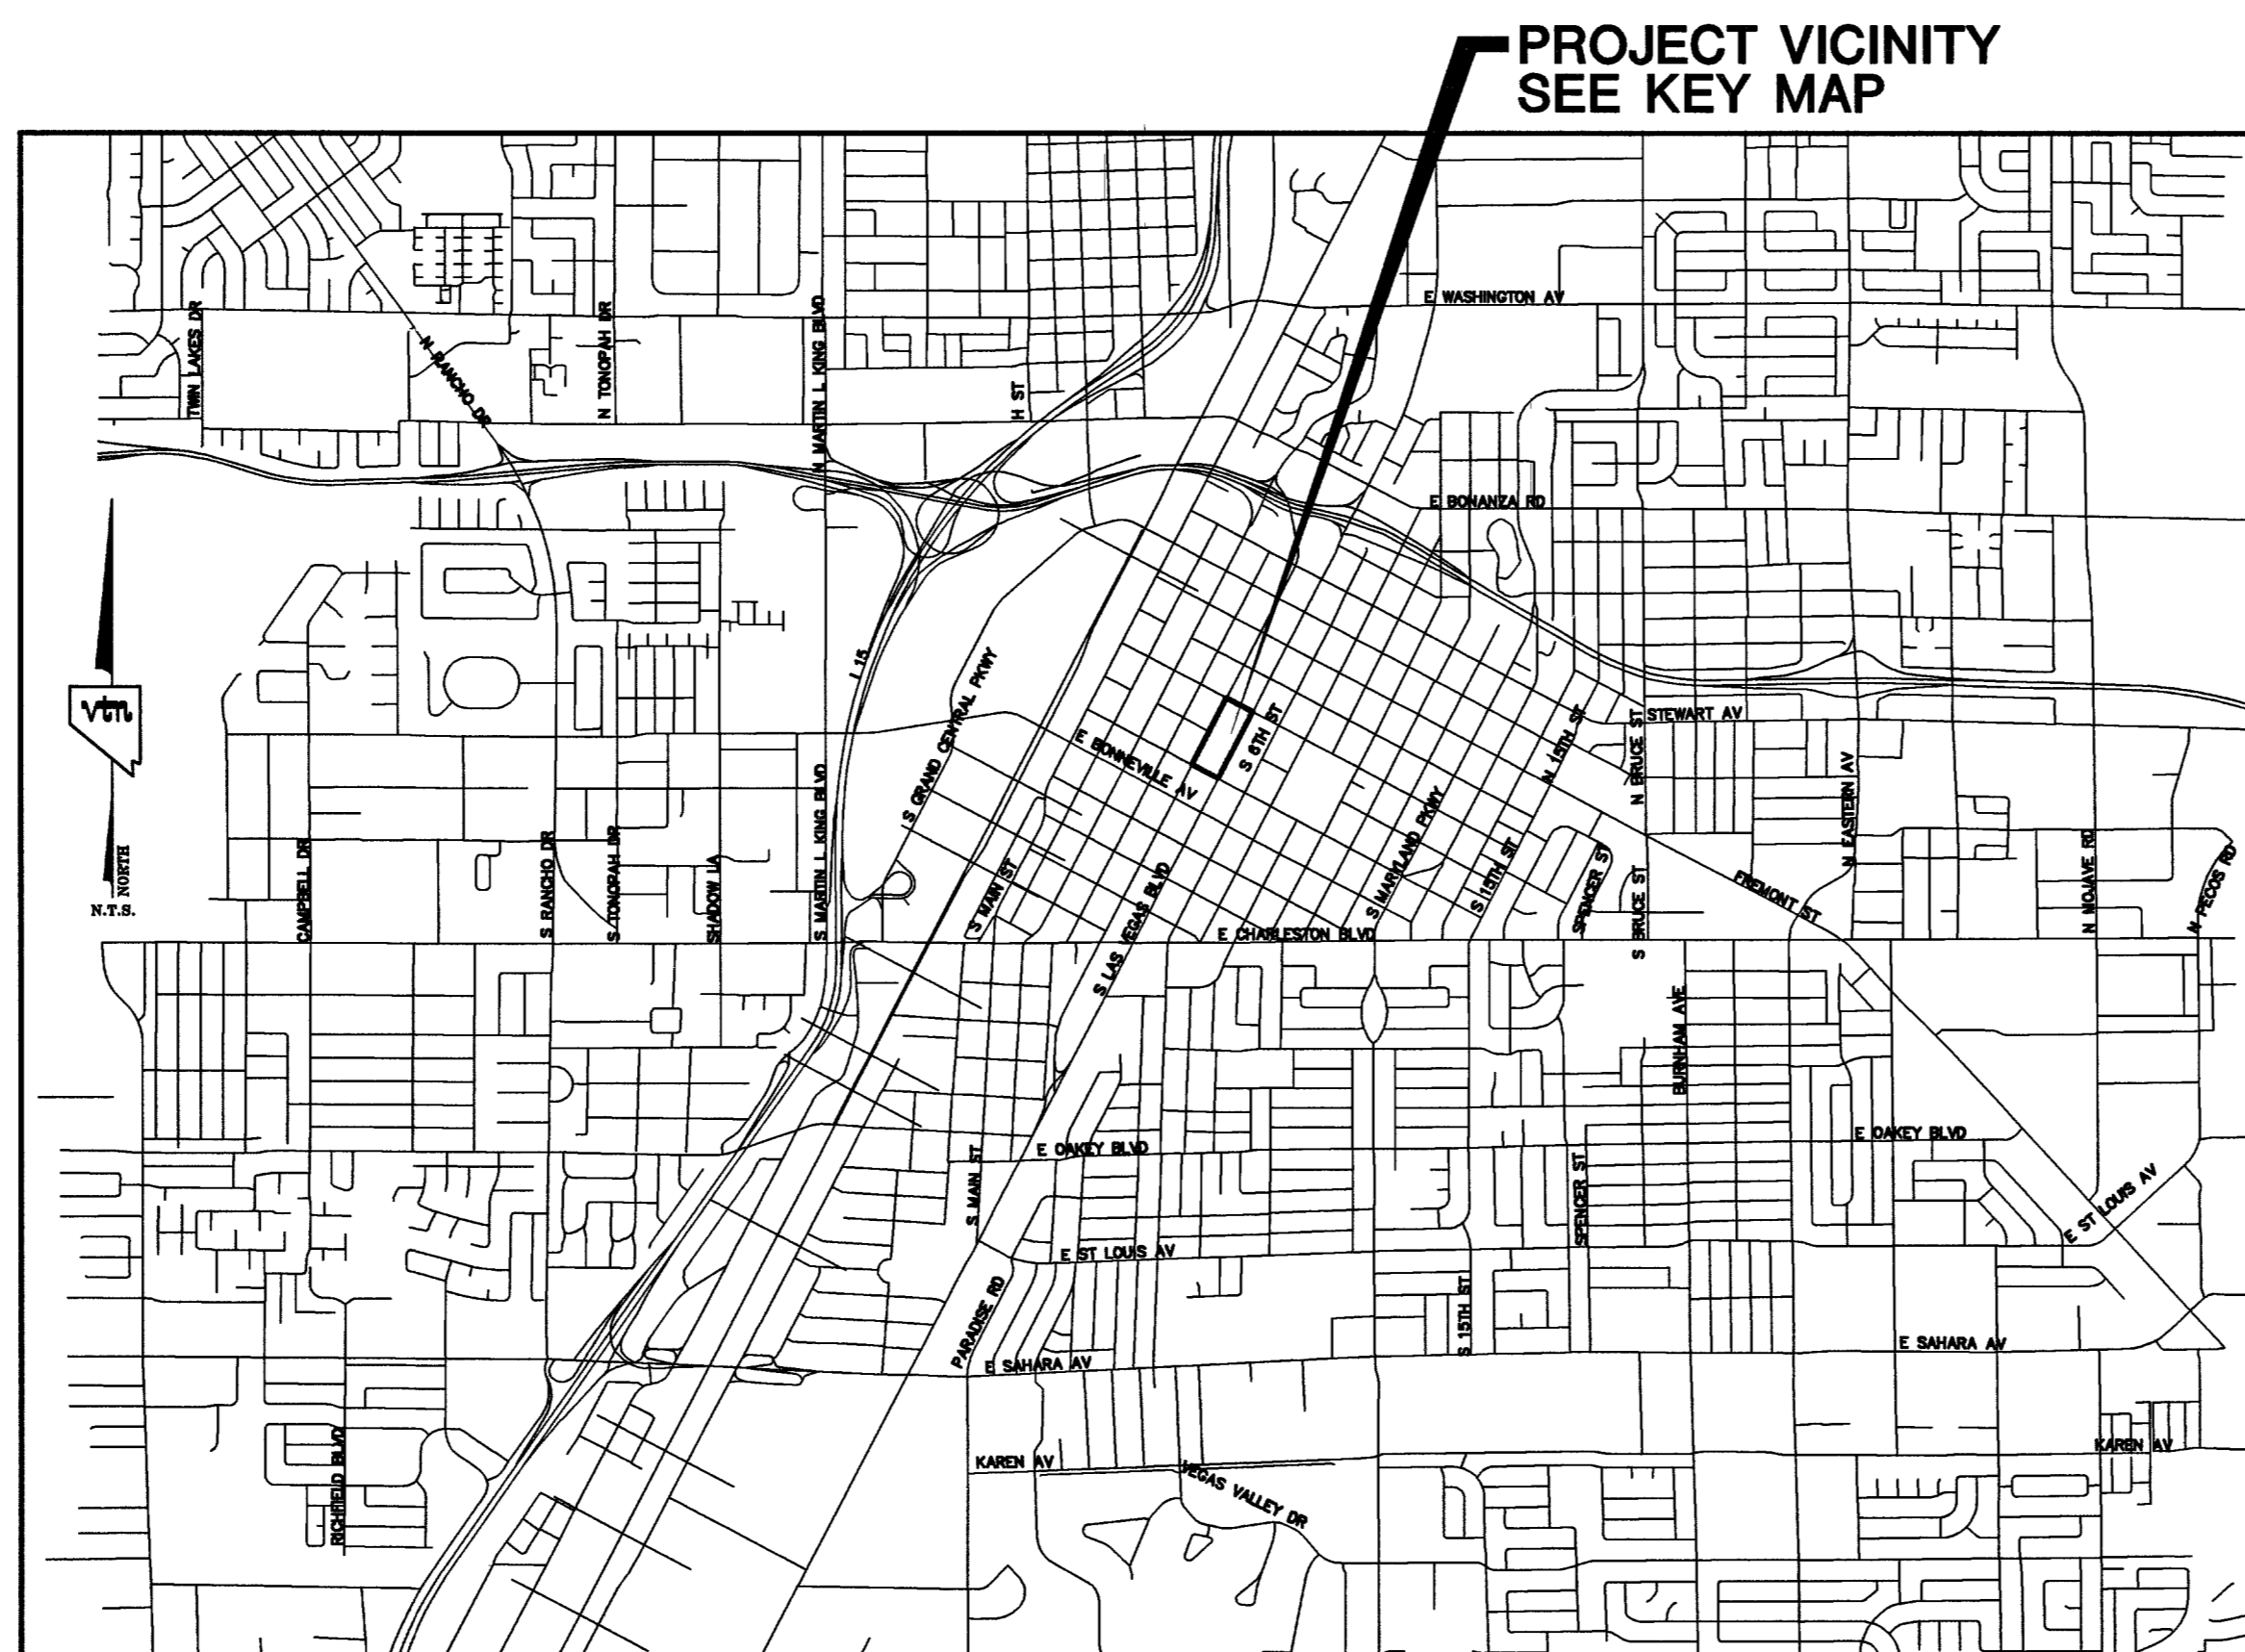 PROJECT VICINITY
SEE KEY MAP
E WASHINGTON AV
TWIN LAKES DR
N RANCHO DR
N TONOPAH DR
N MARTIN L KING BLVD
H ST
E BONANZA RD
I 15
S GRAND CENTRAL PKWY
vtn
NORTH
N.T.S.
E BONNEVILLE AV
S 6TH ST
N 15TH ST
N BRUCE ST
STEWART AV
N EASTERN AV
CAMPBELL DR
S RANCHO DR
S TONOPAH DR
SHADOW LA
S MARTIN L KING BLVD
S MAIN ST
S LAS VEGAS BLVD
S MARYLAND PKWY
S 15TH ST
SPENCER ST
S BRUCE ST
FREMONT ST
N MOJAVE RD
N PECOS RD
E CHARLESTON BLVD
BURNHAM AVE
E OAKEY BLVD
E OAKEY BLVD
S MAIN ST
SPENCER ST
E ST LOUIS AV
E ST LOUIS AV
PARADISE RD
S 15TH ST
E SAHARA AV
E SAHARA AV
RICHFIELD BLVD
KAREN AV
KAREN AV
VEGAS VALLEY DR